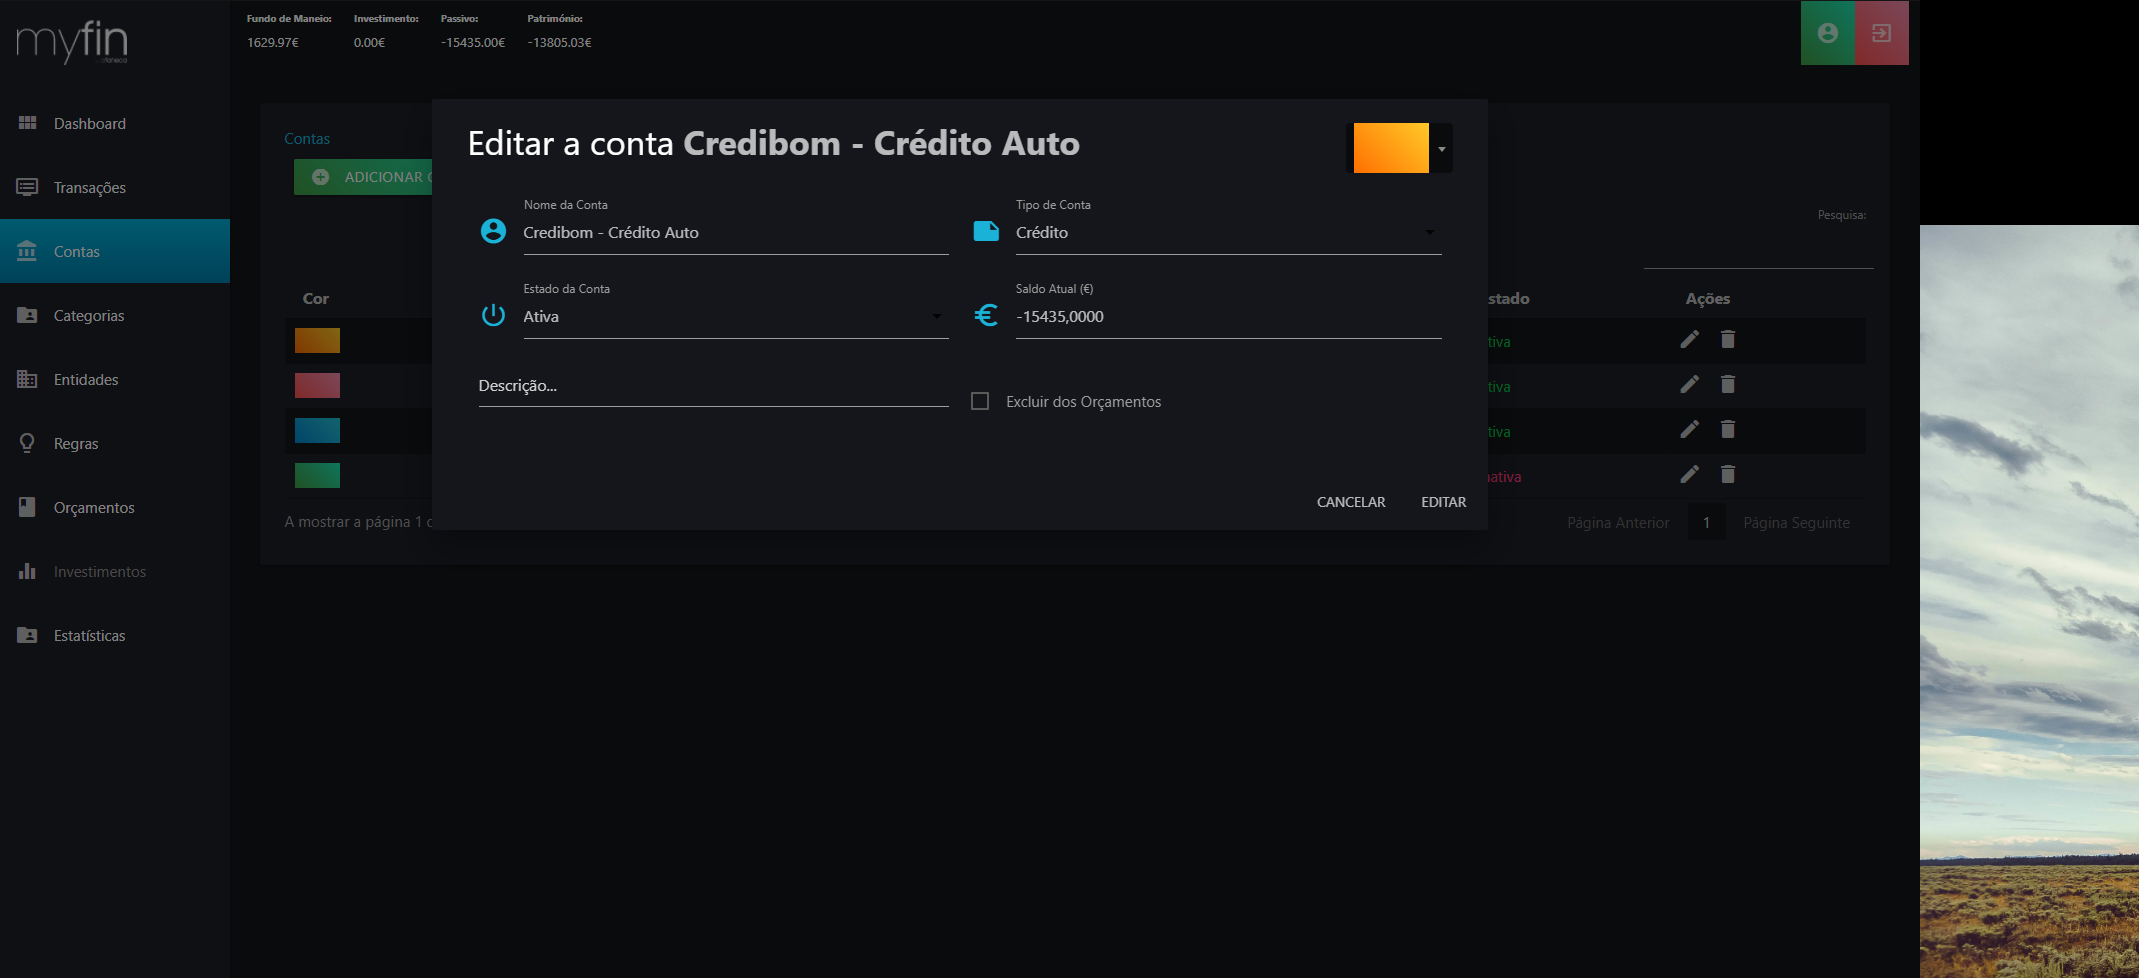 myfin
Fundo de Maneio: Investimento: Passivo: Património:
1629.97€ 0.00€ -15435.00€ -13805.03€
Dashboard
Transações
Contas
Categorias
Entidades
Regras
Orçamentos
Investimentos
Estatísticas
Contas
ADICIONAR
Pesquisa:
Cor stado Ações
tiva
tiva
tiva
nativa
A mostrar a página 1
Página Anterior 1 Página Seguinte
Editar a conta Credibom - Crédito Auto
Nome da Conta
Credibom - Crédito Auto
Tipo de Conta
Crédito
Estado da Conta
Ativa
Saldo Atual (€)
-15435,0000
Descrição...
Excluir dos Orçamentos
CANCELAR EDITAR